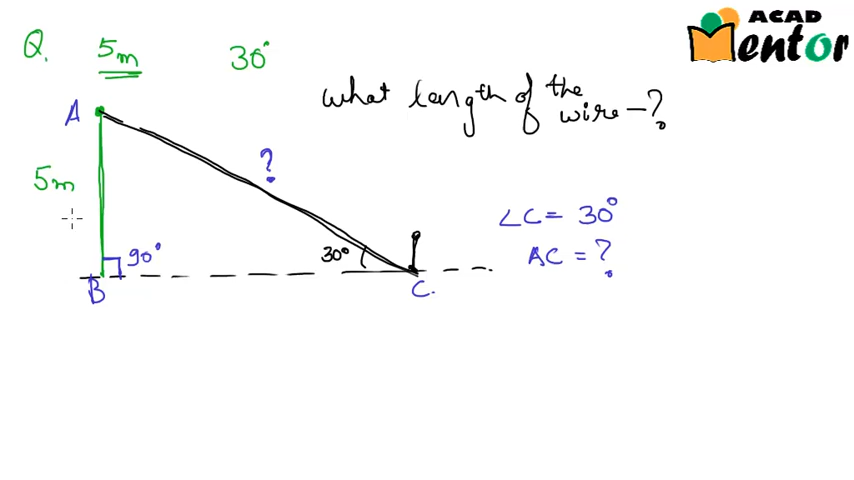 ACAD
Mentor
Q. 5m 30°
what length of the
wire – ?
A
?
5m
∠C = 30°
90°
30°
AC = ?
B
C.